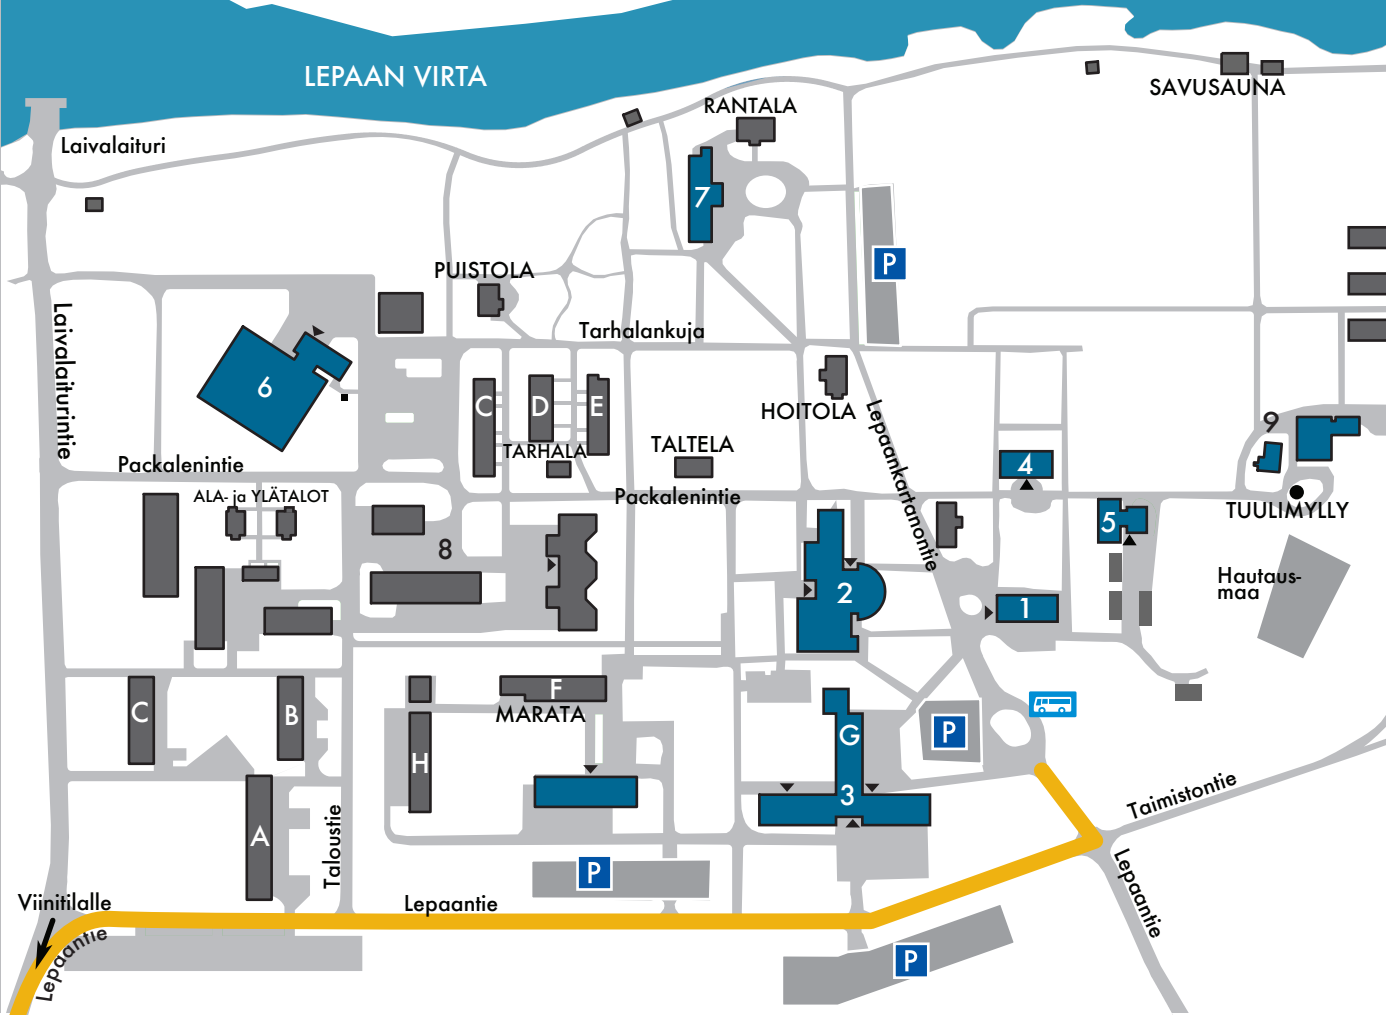 LEPAAN VIRTA
SAVUSAUNA
RANTALA
Laivalaituri
7
P
PUISTOLA
Laivalaiturintie
Tarhalankuja
6
HOITOLA
C
D
E
Lepaankartanontie
9
TARHALA
TALTELA
4
Packalenintie
ALA- ja YLÄTALOT
Packalenintie
TUULIMYLLY
5
8
Hautaus-
maa
2
1
C
B
F
MARATA
G
P
H
3
Taimistontie
A
Taloustie
P
Lepaantie
Viinitilalle
Lepaantie
Lepaantie
P